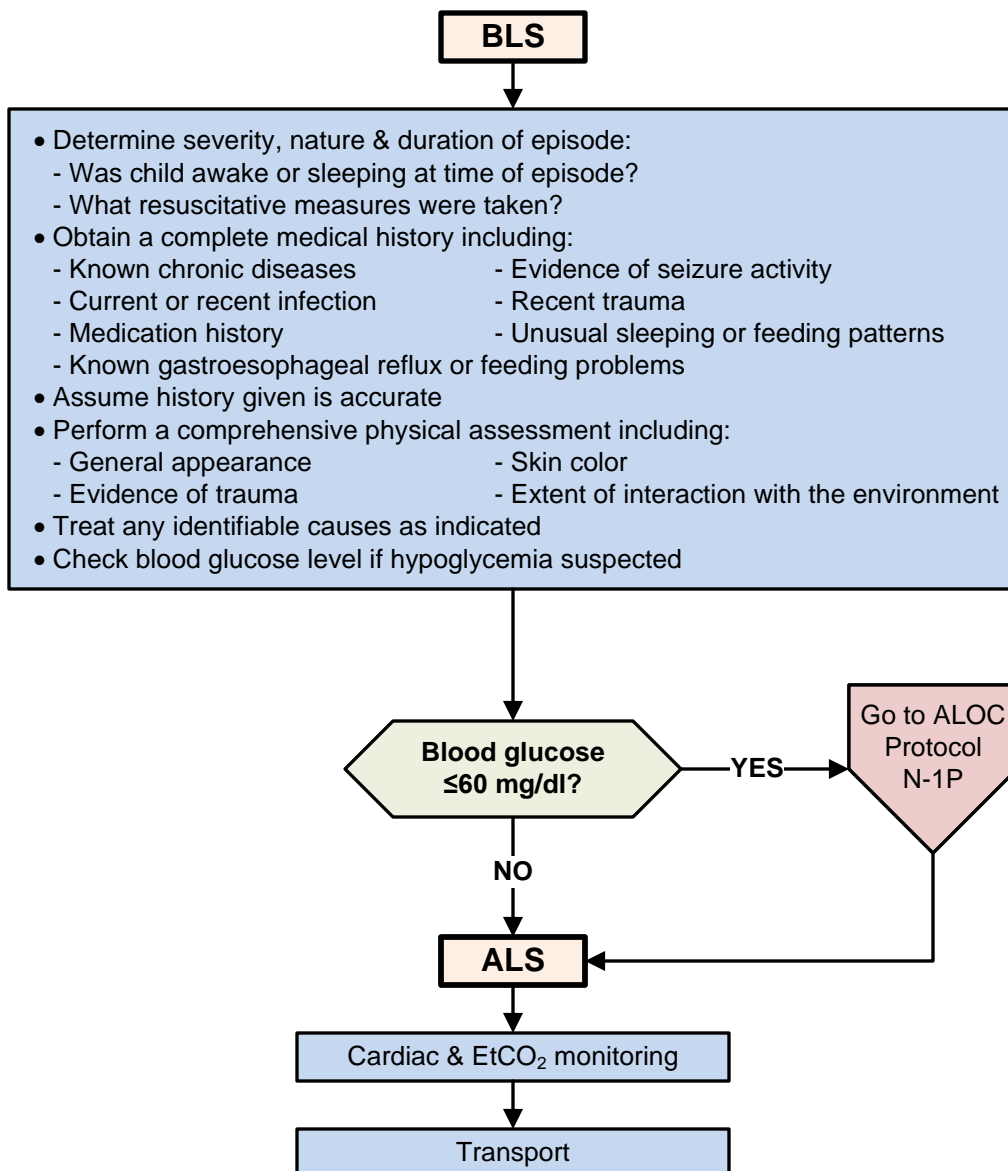 BLS
• Determine severity, nature & duration of episode:
- Was child awake or sleeping at time of episode?
- What resuscitative measures were taken?
• Obtain a complete medical history including:
- Known chronic diseases - Evidence of seizure activity
- Current or recent infection - Recent trauma
- Medication history - Unusual sleeping or feeding patterns
- Known gastroesophageal reflux or feeding problems
• Assume history given is accurate
• Perform a comprehensive physical assessment including:
- General appearance - Skin color
- Evidence of trauma - Extent of interaction with the environment
• Treat any identifiable causes as indicated
• Check blood glucose level if hypoglycemia suspected
Blood glucose
≤60 mg/dl?
YES
Go to ALOC
Protocol
N-1P
NO
ALS
Cardiac & EtCO₂ monitoring
Transport